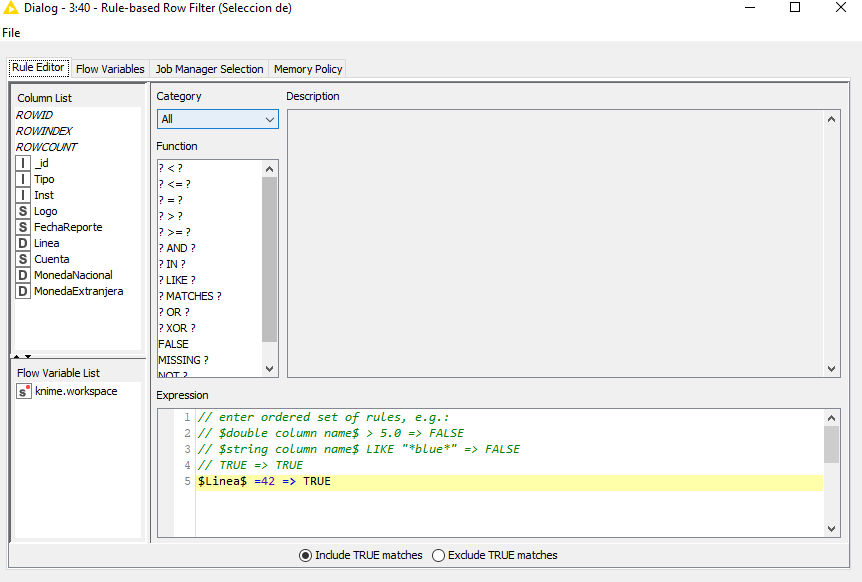 Dialog - 3:40 - Rule-based Row Filter (Seleccion de)
File
Rule Editor Flow Variables Job Manager Selection Memory Policy
Column List
ROWID
ROWINDEX
ROWCOUNT
I _id
I Tipo
I Inst
S Logo
S FechaReporte
D Linea
S Cuenta
D MonedaNacional
D MonedaExtranjera
Flow Variable List
s knime.workspace
Category
All
Function
? < ?
? <= ?
? = ?
? > ?
? >= ?
? AND ?
? IN ?
? LIKE ?
? MATCHES ?
? OR ?
? XOR ?
FALSE
MISSING ?
NOT ?
Description
Expression
1 // enter ordered set of rules, e.g.:
2 // $double column name$ > 5.0 => FALSE
3 // $string column name$ LIKE "*blue*" => FALSE
4 // TRUE => TRUE
5 $Linea$ =42 => TRUE
Include TRUE matches Exclude TRUE matches